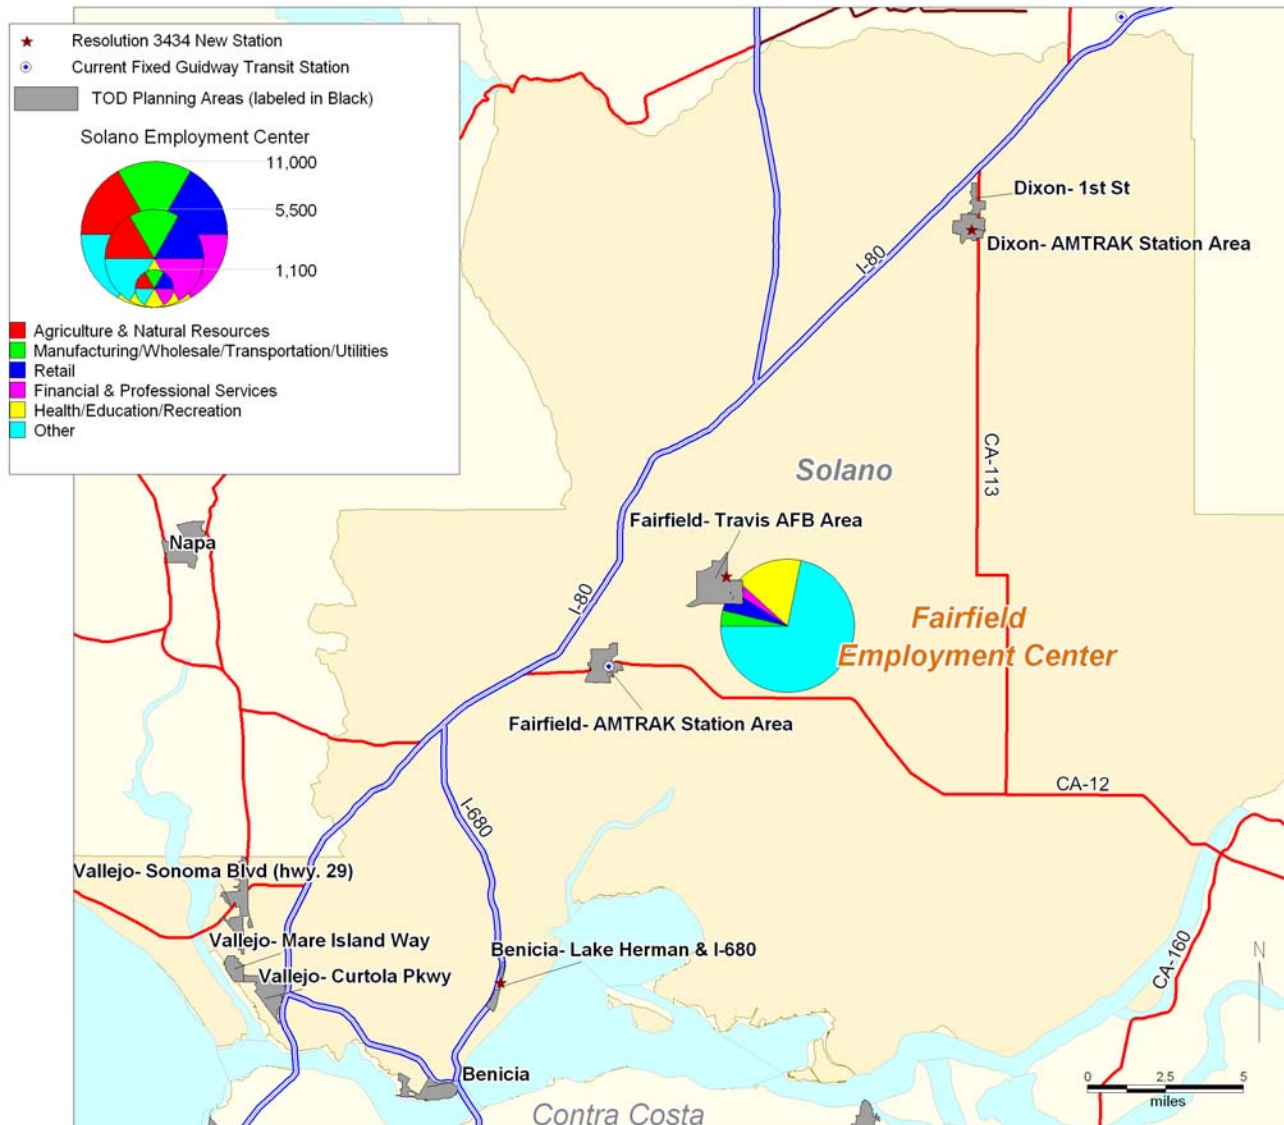 Resolution 3434 New Station
Current Fixed Guidway Transit Station
TOD Planning Areas (labeled in Black)
Solano Employment Center
11,000
5,500
1,100
Agriculture & Natural Resources
Manufacturing/Wholesale/Transportation/Utilities
Retail
Financial & Professional Services
Health/Education/Recreation
Other
Dixon- 1st St
Dixon- AMTRAK Station Area
I-80
CA-113
Solano
Fairfield- Travis AFB Area
Napa
I-80
Fairfield
Employment Center
Fairfield- AMTRAK Station Area
CA-12
I-680
Vallejo- Sonoma Blvd (hwy. 29)
Vallejo- Mare Island Way
Benicia- Lake Herman & I-680
Vallejo- Curtola Pkwy
CA-160
N
Benicia
0 2.5 5
miles
Contra Costa